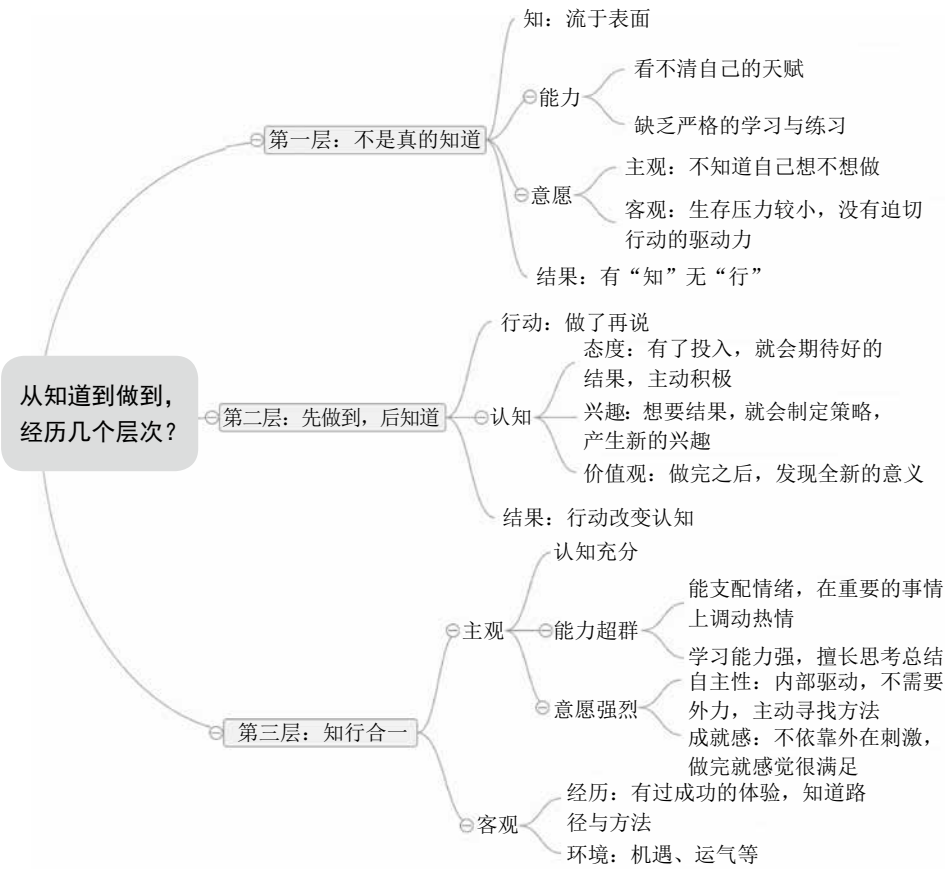 从知道到做到，
经历几个层次？
第一层：不是真的知道
知：流于表面
能力
看不清自己的天赋
缺乏严格的学习与练习
意愿
主观：不知道自己想不想做
客观：生存压力较小，没有迫切
行动的驱动力
结果：有“知”无“行”
第二层：先做到，后知道
行动：做了再说
认知
态度：有了投入，就会期待好的
结果，主动积极
兴趣：想要结果，就会制定策略，
产生新的兴趣
价值观：做完之后，发现全新的意义
结果：行动改变认知
第三层：知行合一
主观
认知充分
能力超群
能支配情绪，在重要的事情
上调动热情
学习能力强，擅长思考总结
意愿强烈
自主性：内部驱动，不需要
外力，主动寻找方法
成就感：不依靠外在刺激，
做完就感觉很满足
客观
经历：有过成功的体验，知道路
径与方法
环境：机遇、运气等